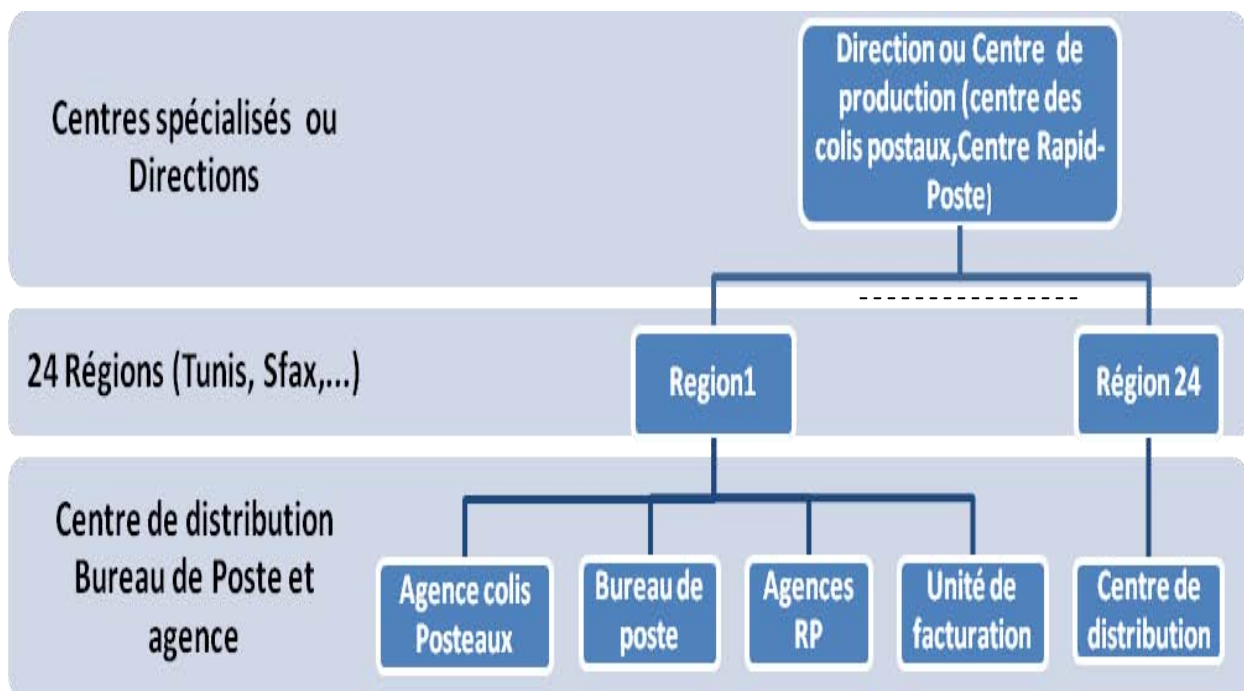 Centres spécialisés ou
Directions
Direction ou Centre de
production (centre des
colis postaux,Centre Rapid-
Poste)
24 Régions (Tunis, Sfax,...)
Region1
Région 24
Centre de distribution
Bureau de Poste et
agence
Agence colis
Posteaux
Bureau de
poste
Agences
RP
Unité de
facturation
Centre de
distribution